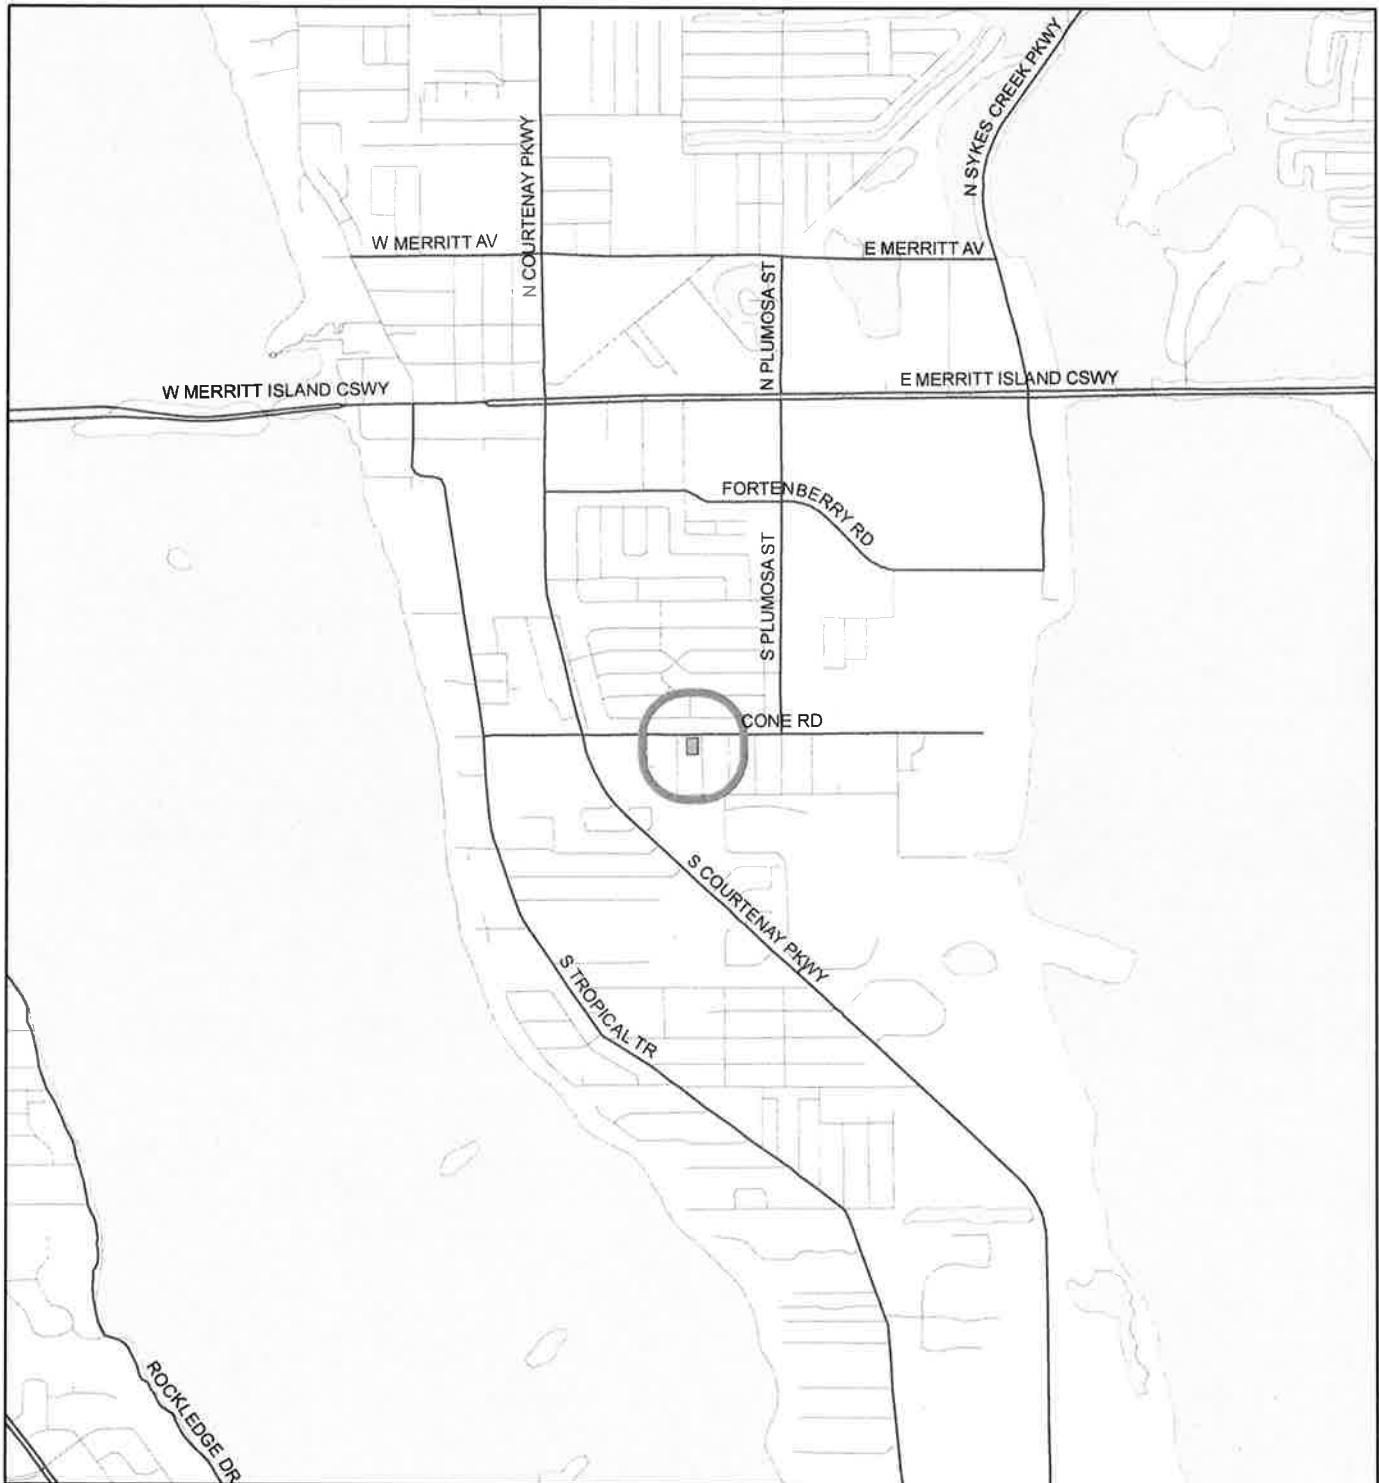 N SYKES CREEK PKWY
N COURTENAY PKWY
W MERRITT AV
E MERRITT AV
N PLUMOSA ST
W MERRITT ISLAND CSWY
E MERRITT ISLAND CSWY
FORTENBERRY RD
S PLUMOSA ST
CONE RD
S COURTENAY PKWY
S TROPICAL TR
ROCKLEDGE DR